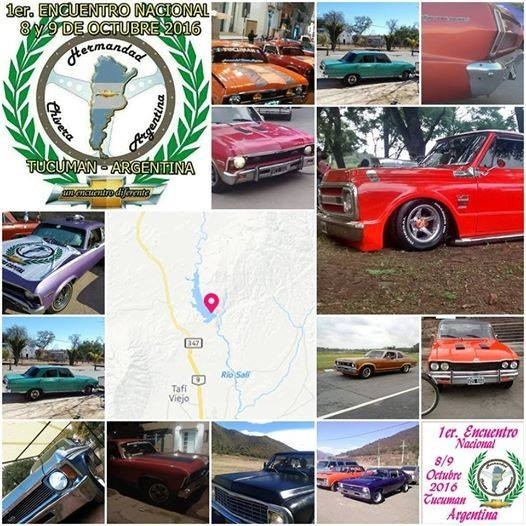 1er. ENCUENTRO NACIONAL
8 y 9 DE OCTUBRE 2016
Hermandad
Chivera
Argentina
TUCUMAN - ARGENTINA
un encuentro diferente
347
9
Río Salí
Tafí
Viejo
1er. Encuentro
Nacional
8/9
Octubre
2016
Tucuman
Argentina